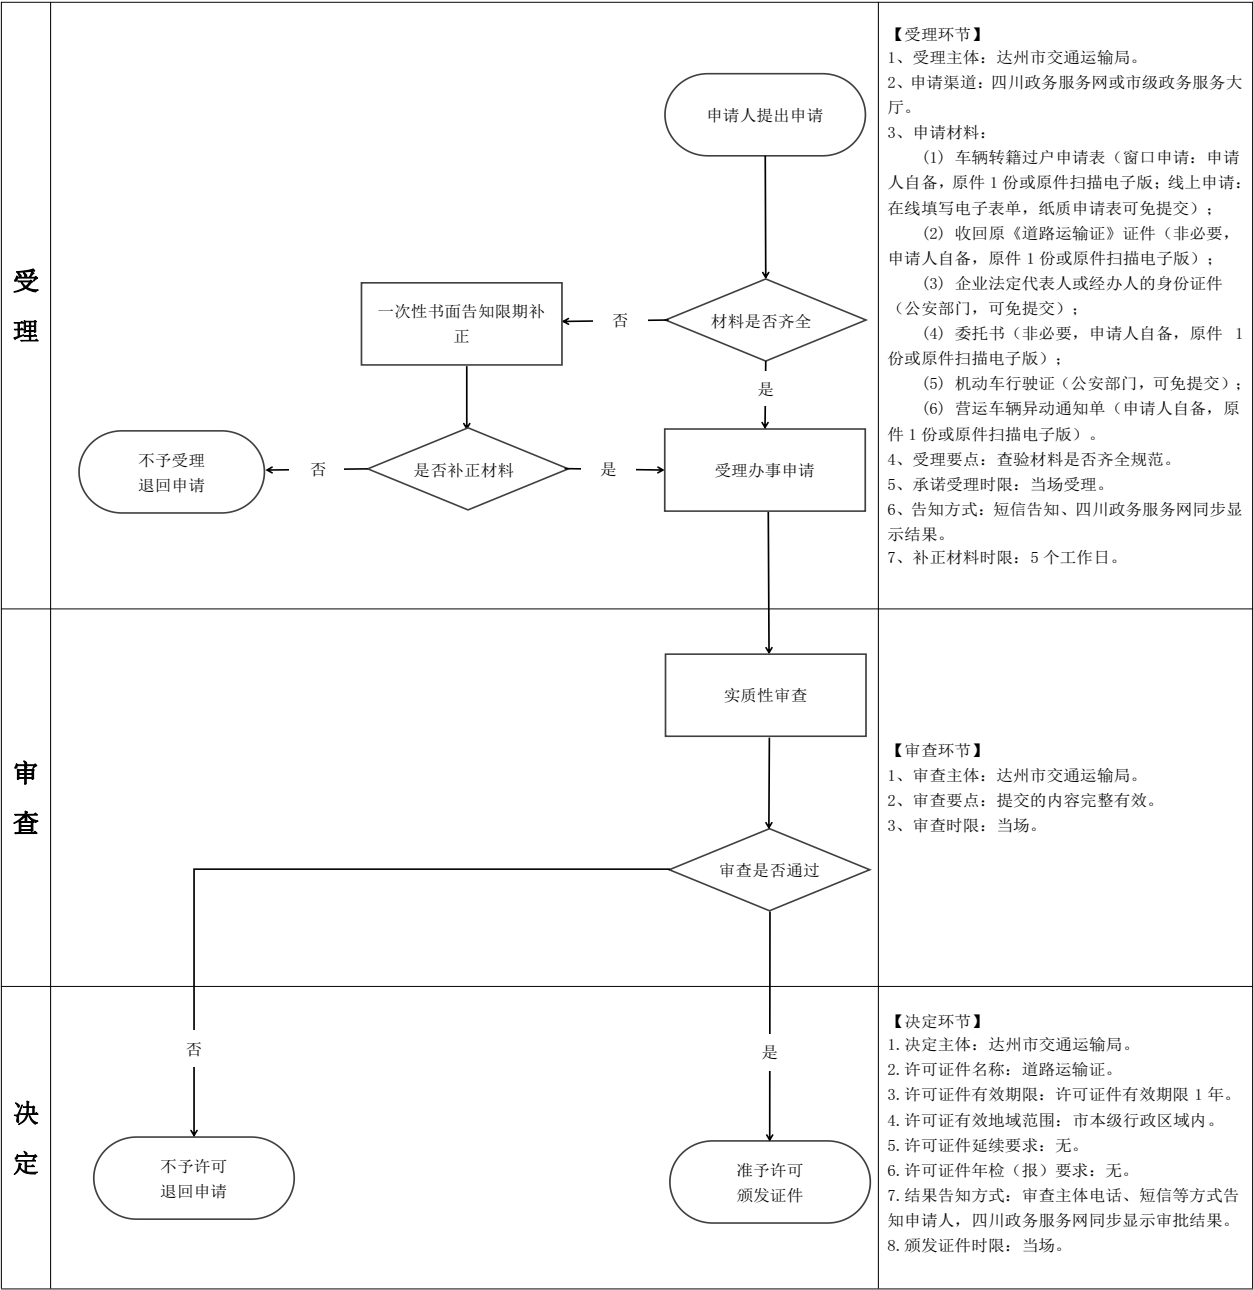 受
理
申请人提出申请
材料是否齐全
否
一次性书面告知限期补
正
是
是否补正材料
否
不予受理
退回申请
是
受理办事申请
【受理环节】
1、受理主体：达州市交通运输局。
2、申请渠道：四川政务服务网或市级政务服务大
厅。
3、申请材料：
(1) 车辆转籍过户申请表（窗口申请：申请
人自备，原件 1 份或原件扫描电子版；线上申请：
在线填写电子表单，纸质申请表可免提交）；
(2) 收回原《道路运输证》证件（非必要，
申请人自备，原件 1 份或原件扫描电子版）；
(3) 企业法定代表人或经办人的身份证件
（公安部门，可免提交）；
(4) 委托书（非必要，申请人自备，原件 1
份或原件扫描电子版）；
(5) 机动车行驶证（公安部门，可免提交）；
(6) 营运车辆异动通知单（申请人自备，原
件 1 份或原件扫描电子版）。
4、受理要点：查验材料是否齐全规范。
5、承诺受理时限：当场受理。
6、告知方式：短信告知、四川政务服务网同步显
示结果。
7、补正材料时限：5 个工作日。
审
查
实质性审查
审查是否通过
【审查环节】
1、审查主体：达州市交通运输局。
2、审查要点：提交的内容完整有效。
3、审查时限：当场。
决
定
否
是
不予许可
退回申请
准予许可
颁发证件
【决定环节】
1.决定主体：达州市交通运输局。
2.许可证件名称：道路运输证。
3.许可证件有效期限：许可证件有效期限 1 年。
4.许可证有效地域范围：市本级行政区域内。
5.许可证件延续要求：无。
6.许可证件年检（报）要求：无。
7.结果告知方式：审查主体电话、短信等方式告
知申请人，四川政务服务网同步显示审批结果。
8.颁发证件时限：当场。